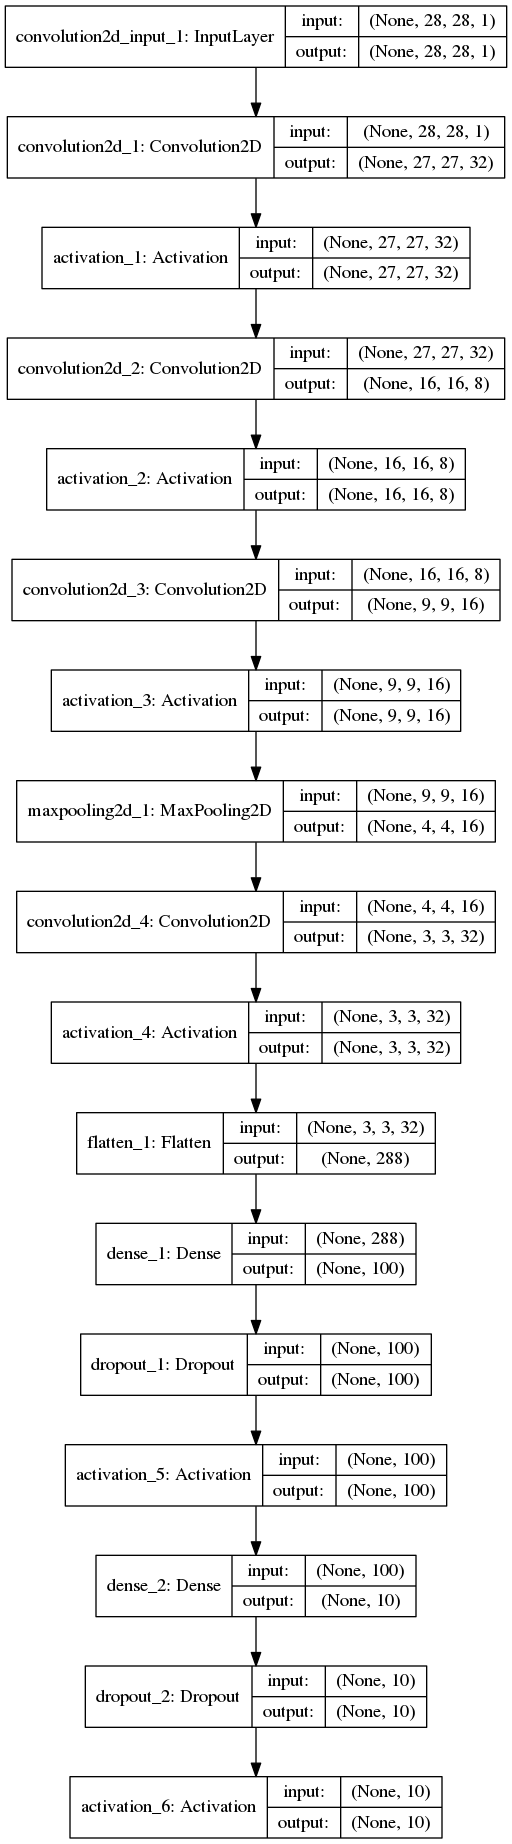 convolution2d_input_1: InputLayer
input: (None, 28, 28, 1)
output: (None, 28, 28, 1)
convolution2d_1: Convolution2D
input: (None, 28, 28, 1)
output: (None, 27, 27, 32)
activation_1: Activation
input: (None, 27, 27, 32)
output: (None, 27, 27, 32)
convolution2d_2: Convolution2D
input: (None, 27, 27, 32)
output: (None, 16, 16, 8)
activation_2: Activation
input: (None, 16, 16, 8)
output: (None, 16, 16, 8)
convolution2d_3: Convolution2D
input: (None, 16, 16, 8)
output: (None, 9, 9, 16)
activation_3: Activation
input: (None, 9, 9, 16)
output: (None, 9, 9, 16)
maxpooling2d_1: MaxPooling2D
input: (None, 9, 9, 16)
output: (None, 4, 4, 16)
convolution2d_4: Convolution2D
input: (None, 4, 4, 16)
output: (None, 3, 3, 32)
activation_4: Activation
input: (None, 3, 3, 32)
output: (None, 3, 3, 32)
flatten_1: Flatten
input: (None, 3, 3, 32)
output: (None, 288)
dense_1: Dense
input: (None, 288)
output: (None, 100)
dropout_1: Dropout
input: (None, 100)
output: (None, 100)
activation_5: Activation
input: (None, 100)
output: (None, 100)
dense_2: Dense
input: (None, 100)
output: (None, 10)
dropout_2: Dropout
input: (None, 10)
output: (None, 10)
activation_6: Activation
input: (None, 10)
output: (None, 10)